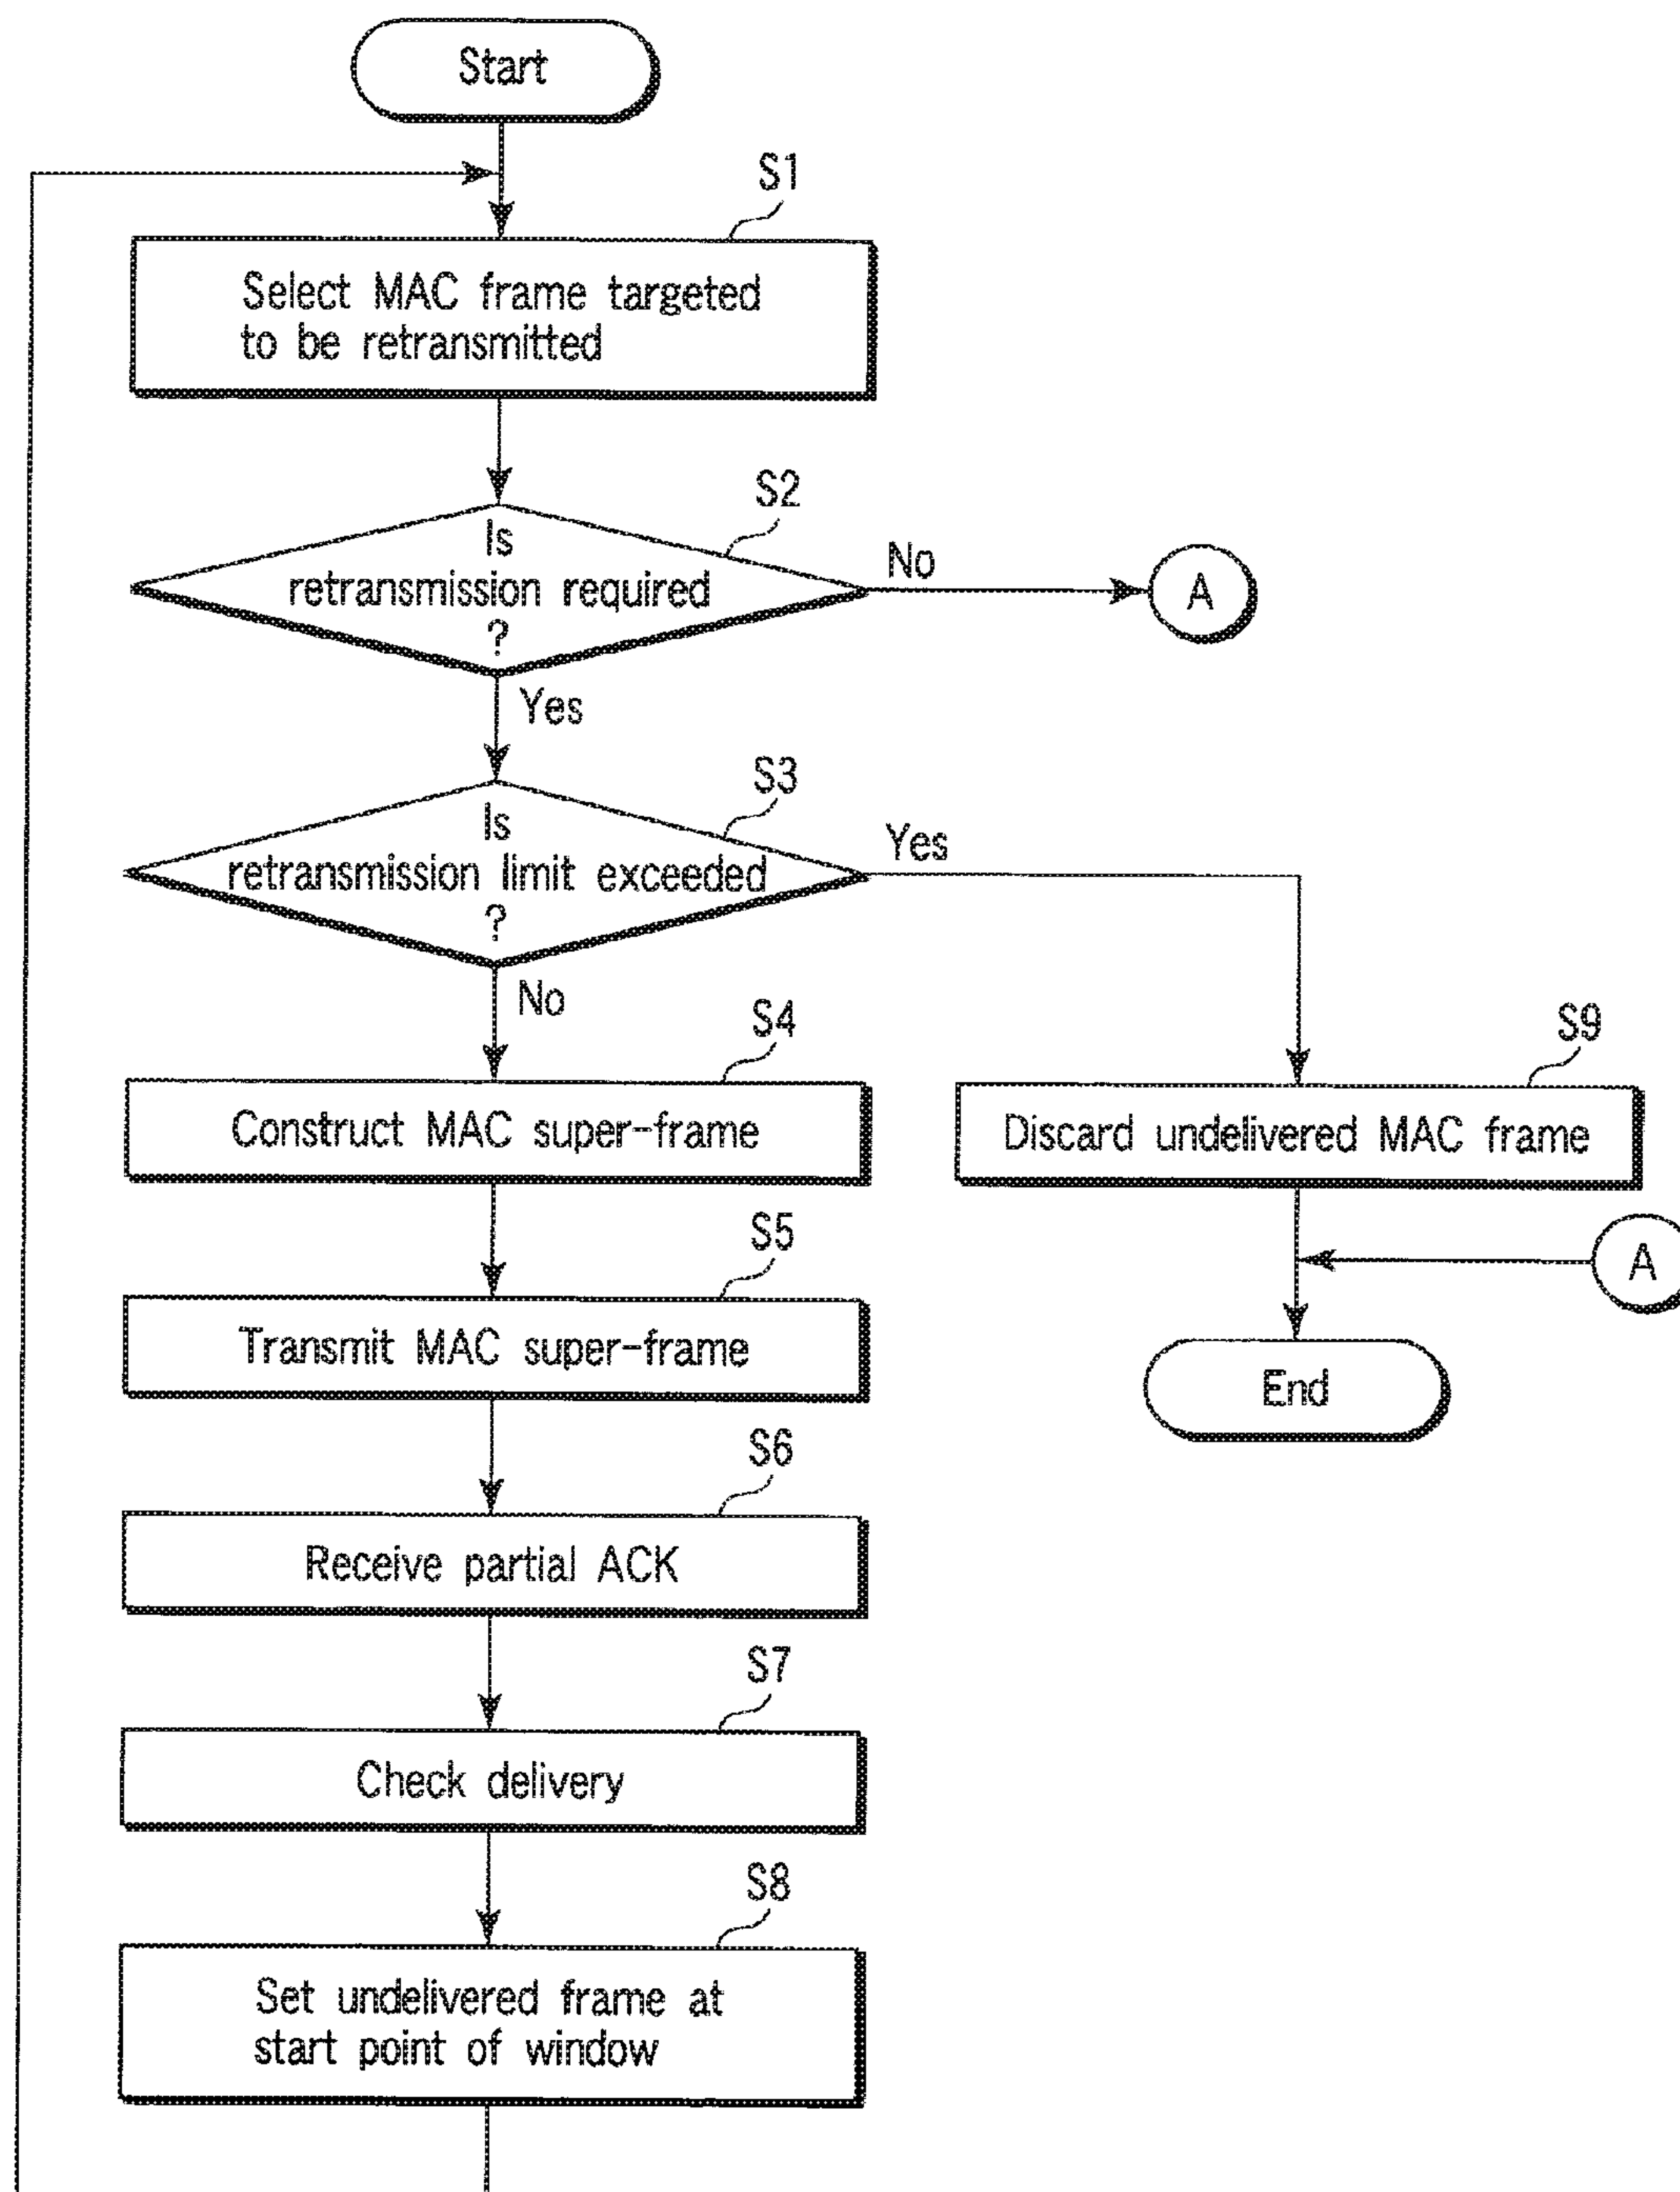 Start
S1
Select MAC frame targeted
to be retransmitted
S2
Is
retransmission required
?
No
A
Yes
S3
Is
retransmission limit exceeded
?
Yes
No
S4
Construct MAC super-frame
S9
Discard undelivered MAC frame
S5
Transmit MAC super-frame
A
End
S6
Receive partial ACK
S7
Check delivery
S8
Set undelivered frame at
start point of window